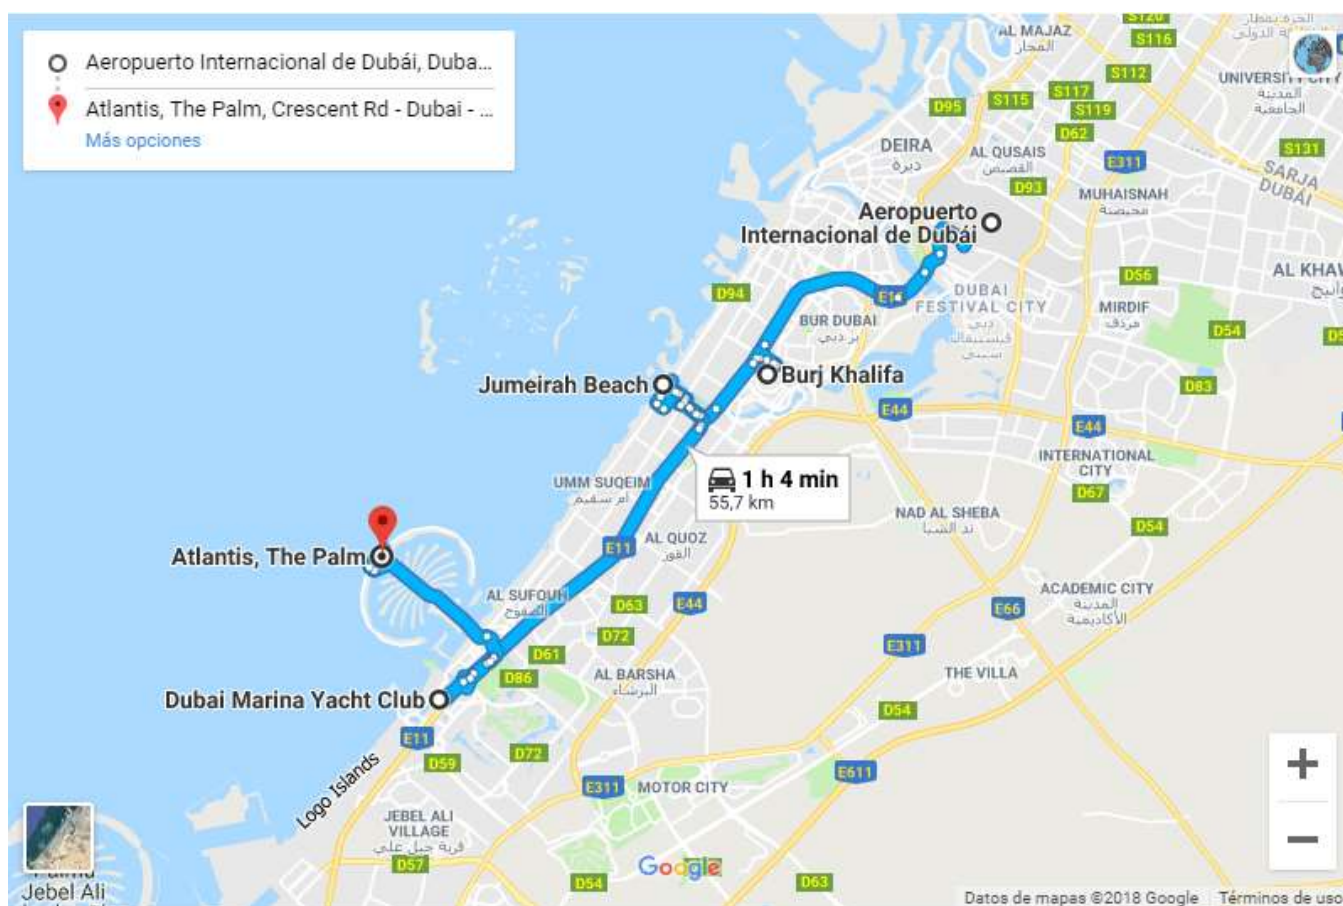 Aeropuerto Internacional de Dubái, Duba...
Atlantis, The Palm, Crescent Rd - Dubai - ...
Más opciones
S120
AL MAJAZ
المجاز
S116
S112
UNIVERSITY CITY
المدينة
الجامعية
D95
S115
S117
S119
D62
DEIRA
ديرة
AL QUSAIS
القصيص
E311
S131
SARJA
DUBÁI
D93
MUHAISNAH
محيصنة
Aeropuerto
Internacional de Dubái
D56
AL KHAW
D94
E11
DUBAI
FESTIVAL CITY
دبي
فيستيفال
سيتي
MIRDIF
مردف
BUR DUBAI
بر دبي
D54
Jumeirah Beach
Burj Khalifa
D83
E44
E44
1 h 4 min
55,7 km
INTERNATIONAL
CITY
UMM SUQEIM
أم سقيم
D67
NAD AL SHEBA
ند الشبا
D54
AL QUOZ
القوز
E11
Atlantis, The Palm
AL SUFOUH
الصفوح
D63
E44
ACADEMIC CITY
المدينة
الأكاديمية
E66
D72
E311
D61
D86
AL BARSHA
البرشاء
THE VILLA
Dubai Marina Yacht Club
D54
E11
D72
D59
E611
Logo Islands
E311
MOTOR CITY
JEBEL ALI
VILLAGE
قرية جبل علي
D57
Google
D54
D63
Jebel Ali
Datos de mapas ©2018 Google
Términos de uso